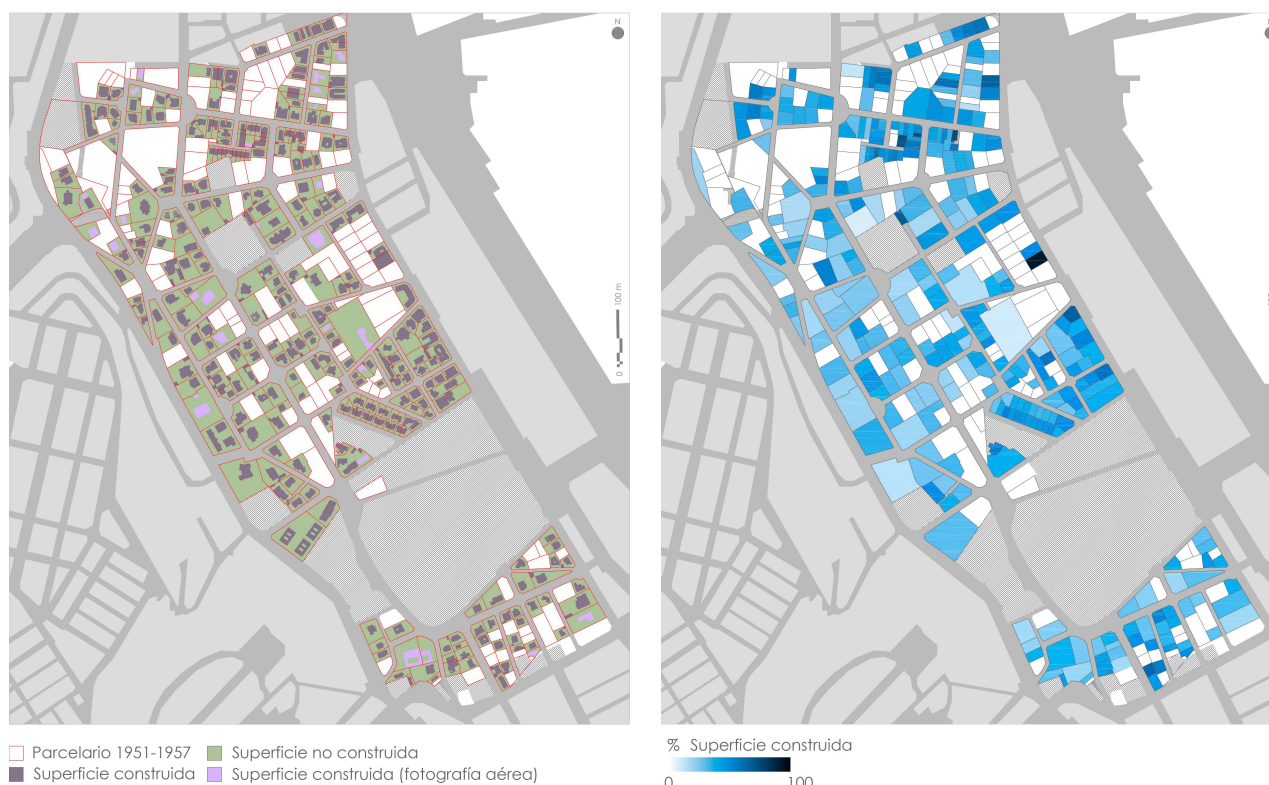 N
N
0 100 m
Parcelario 1951-1957
Superficie no construida
Superficie construida
Superficie construida (fotografía aérea)
% Superficie construida
0 100